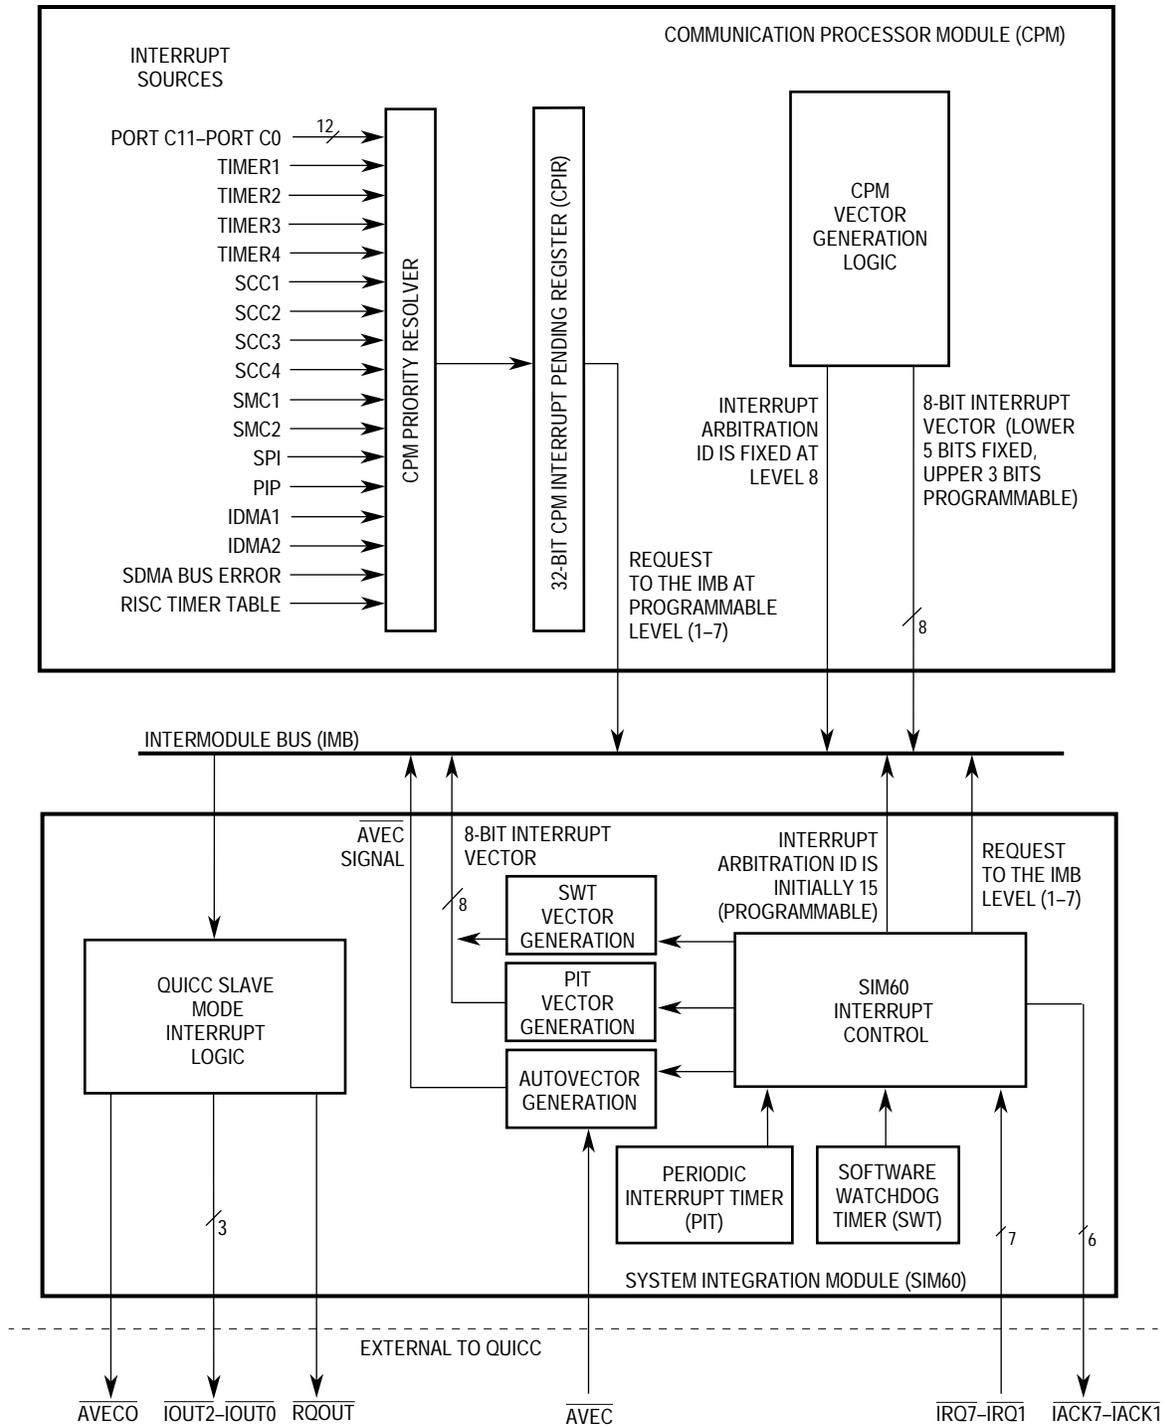 COMMUNICATION PROCESSOR MODULE (CPM)
INTERRUPT
SOURCES
PORT C11–PORT C0
12
TIMER1
TIMER2
TIMER3
TIMER4
SCC1
SCC2
SCC3
SCC4
SMC1
SMC2
SPI
PIP
IDMA1
IDMA2
SDMA BUS ERROR
RISC TIMER TABLE
CPM PRIORITY RESOLVER
32-BIT CPM INTERRUPT PENDING REGISTER (CPIR)
REQUEST
TO THE IMB AT
PROGRAMMABLE
LEVEL (1–7)
CPM
VECTOR
GENERATION
LOGIC
INTERRUPT
ARBITRATION
ID IS FIXED AT
LEVEL 8
8-BIT INTERRUPT
VECTOR (LOWER
5 BITS FIXED,
UPPER 3 BITS
PROGRAMMABLE)
8
INTERMODULE BUS (IMB)
AVEC
SIGNAL
8-BIT INTERRUPT
VECTOR
8
INTERRUPT
ARBITRATION ID IS
INITIALLY 15
(PROGRAMMABLE)
REQUEST
TO THE IMB
LEVEL (1–7)
SWT
VECTOR
GENERATION
PIT
VECTOR
GENERATION
AUTOVECTOR
GENERATION
QUICC SLAVE
MODE
INTERRUPT
LOGIC
SIM60
INTERRUPT
CONTROL
PERIODIC
INTERRUPT TIMER
(PIT)
SOFTWARE
WATCHDOG
TIMER (SWT)
3
7
6
SYSTEM INTEGRATION MODULE (SIM60)
EXTERNAL TO QUICC
AVECO
IOUT2–IOUT0
RQOUT
AVEC
IRQ7–IRQ1
IACK7–IACK1